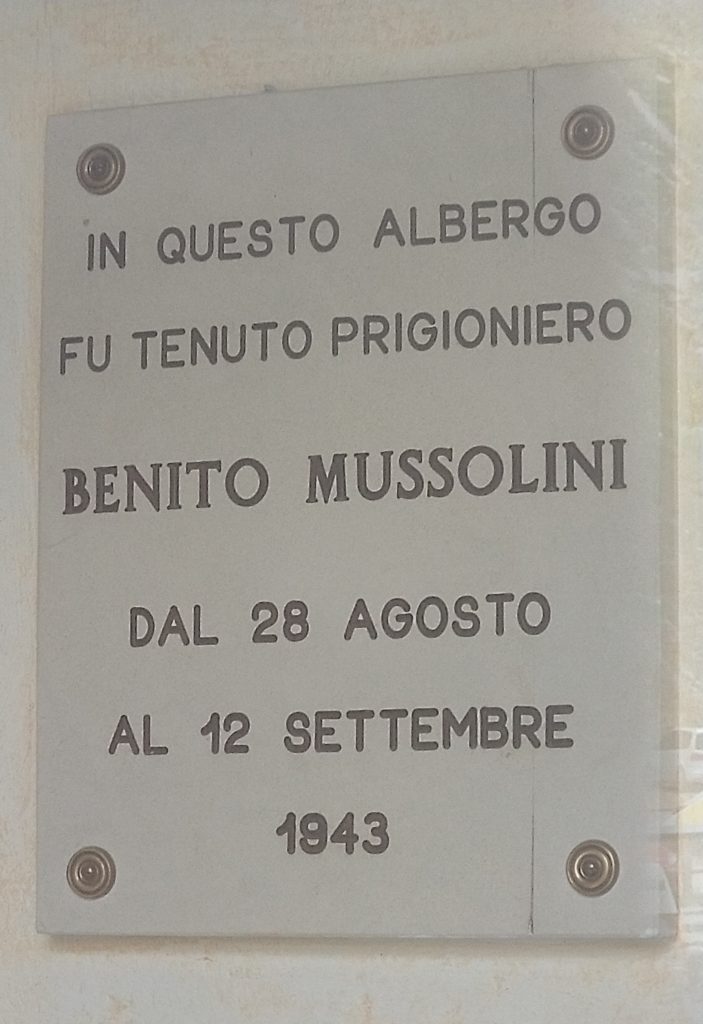 IN QUESTO ALBERGO
FU TENUTO PRIGIONIERO
BENITO MUSSOLINI
DAL 28 AGOSTO
AL 12 SETTEMBRE
1943